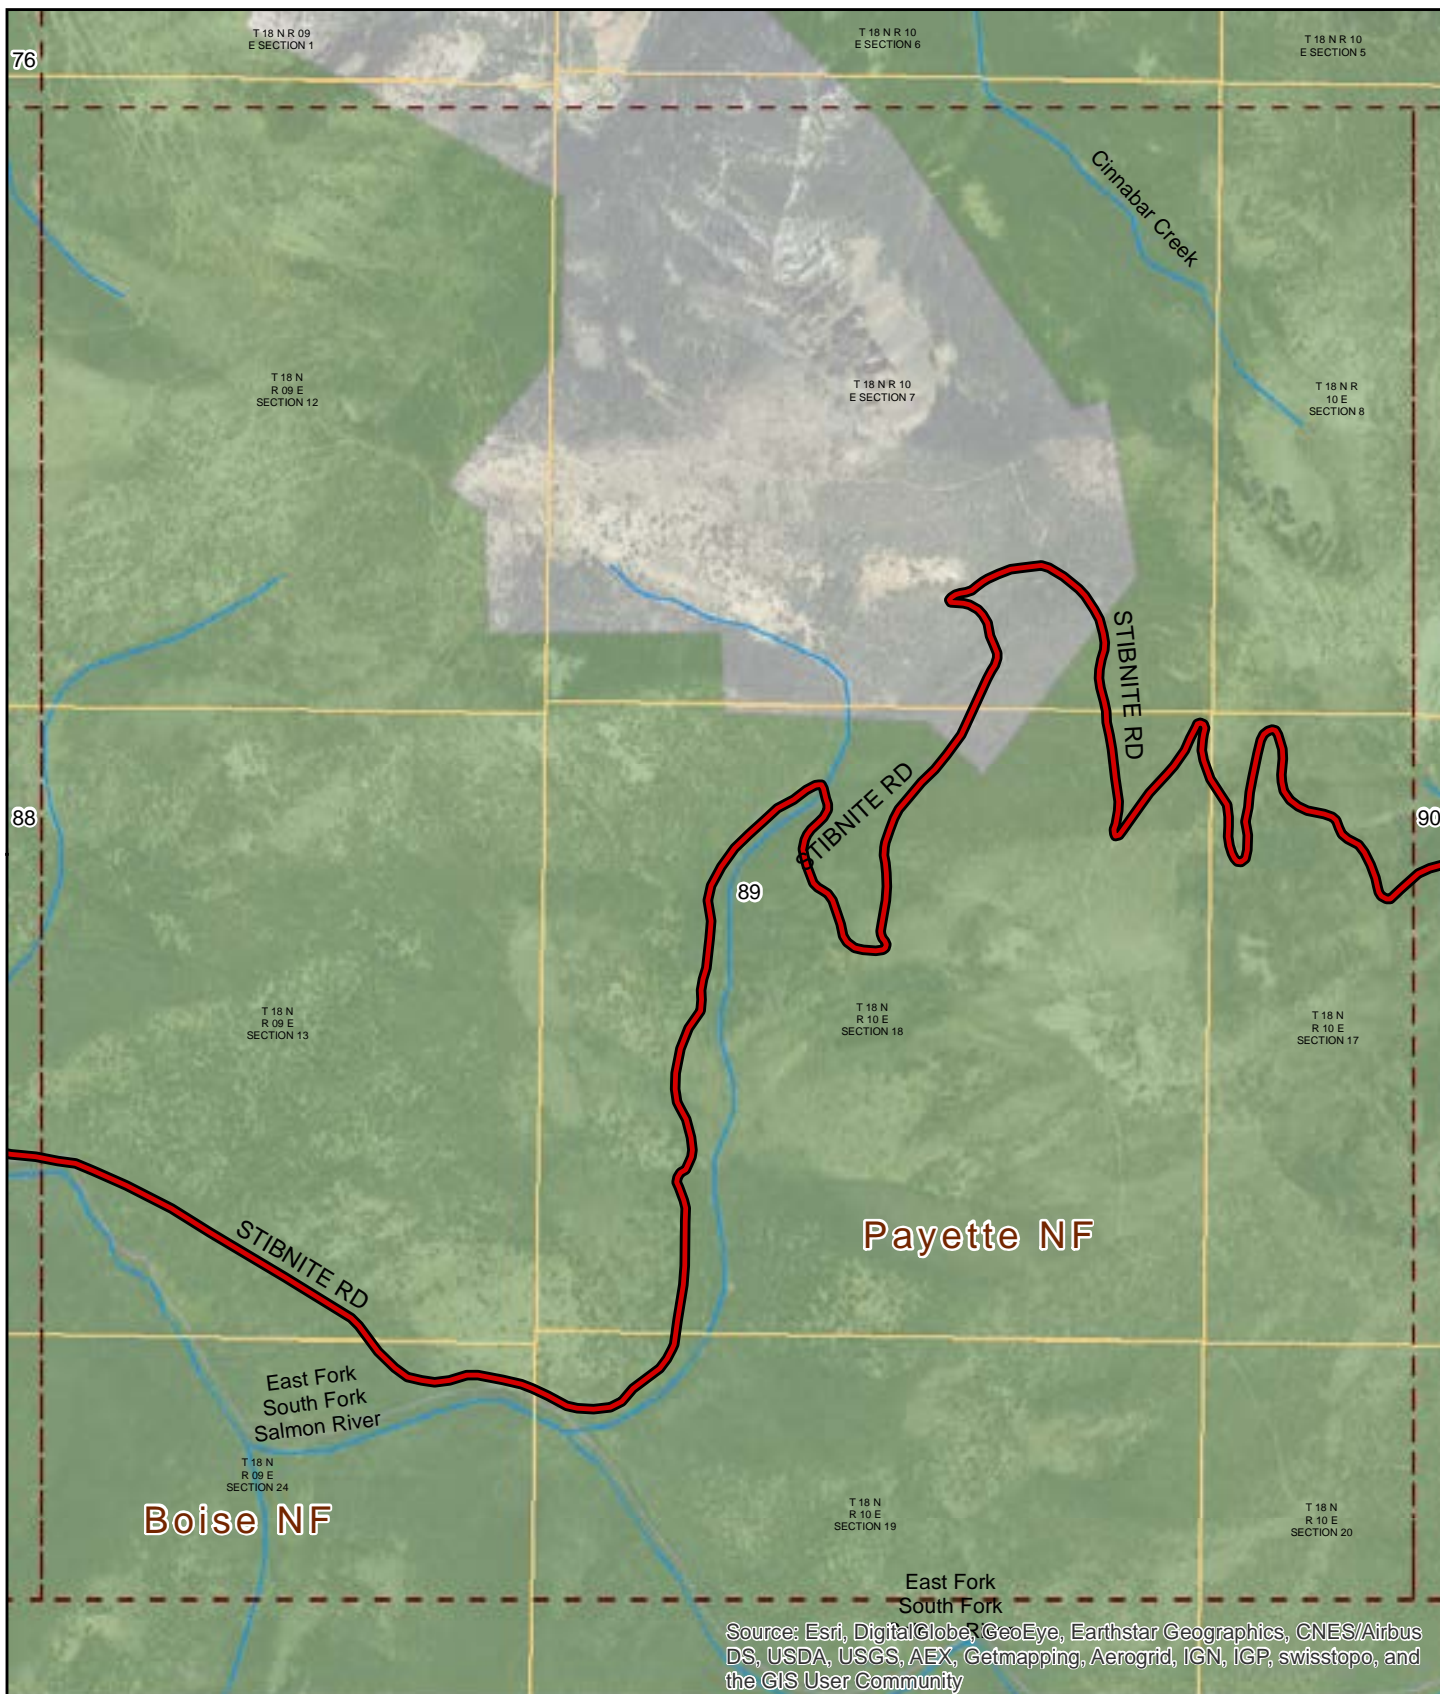 T 18 N R 09
E SECTION 1
T 18 N R 10
E SECTION 6
T 18 N R 10
E SECTION 5
76
Cinnabar Creek
T 18 N
R 09 E
SECTION 12
T 18 N R 10
E SECTION 7
T 18 N R
10 E
SECTION 8
STIBNITE RD
STIBNITE RD
88
90
89
T 18 N
R 09 E
SECTION 13
T 18 N
R 10 E
SECTION 18
T 18 N
R 10 E
SECTION 17
STIBNITE RD
Payette NF
East Fork
South Fork
Salmon River
T 18 N
R 09 E
SECTION 24
Boise NF
T 18 N
R 10 E
SECTION 19
T 18 N
R 10 E
SECTION 20
East Fork
South Fork
Source: Esri, DigitalGlobe, GeoEye, Earthstar Geographics, CNES/Airbus
DS, USDA, USGS, AEX, Getmapping, Aerogrid, IGN, IGP, swisstopo, and
the GIS User Community